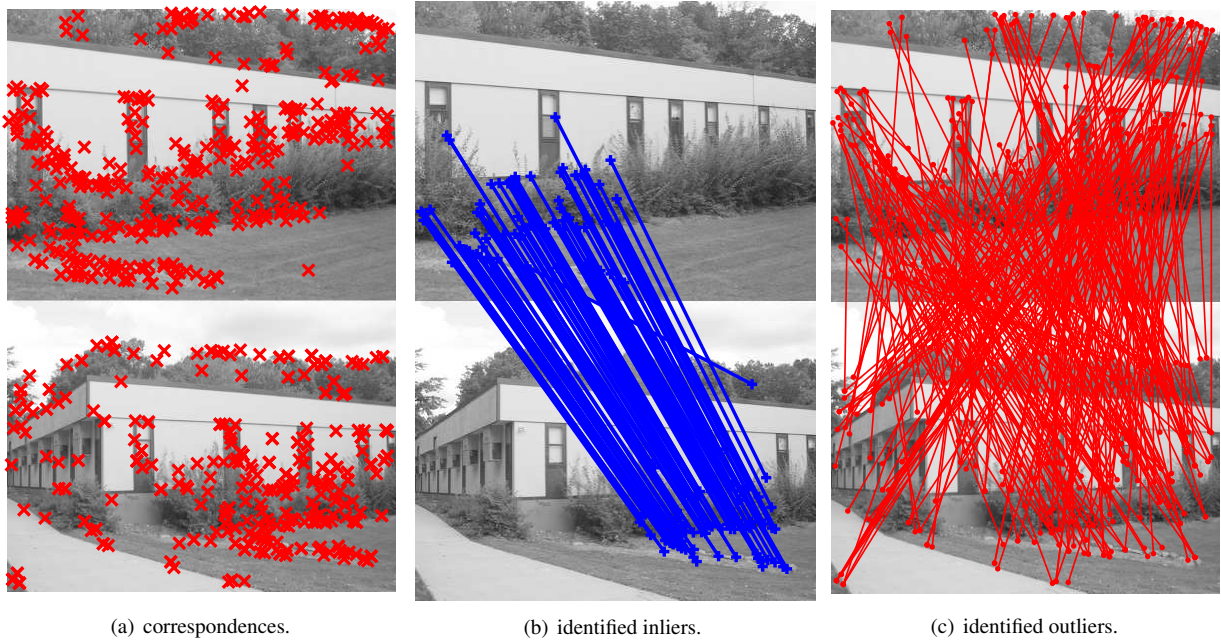 (a) correspondences.
(b) identified inliers.
(c) identified outliers.